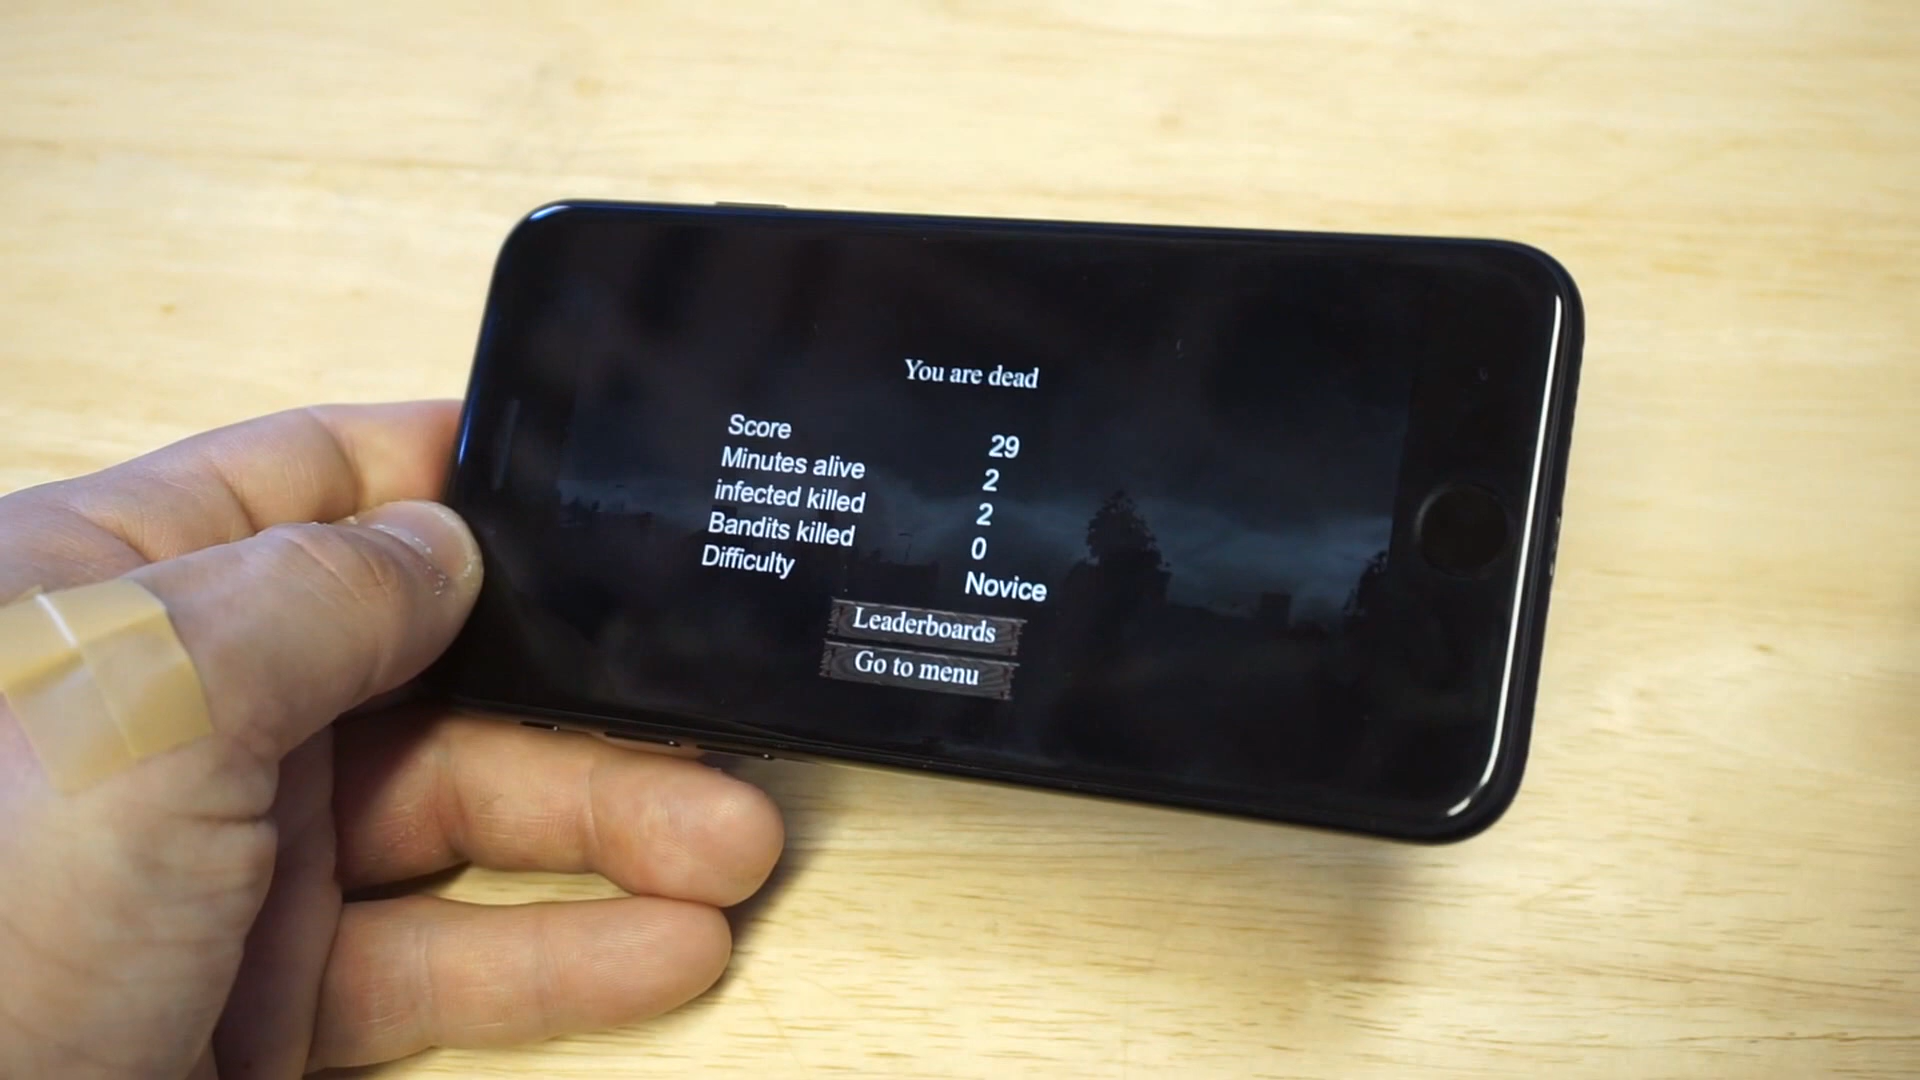 You are dead
Score 29
Minutes alive 2
infected killed 2
Bandits killed 0
Difficulty Novice
Leaderboards
Go to menu